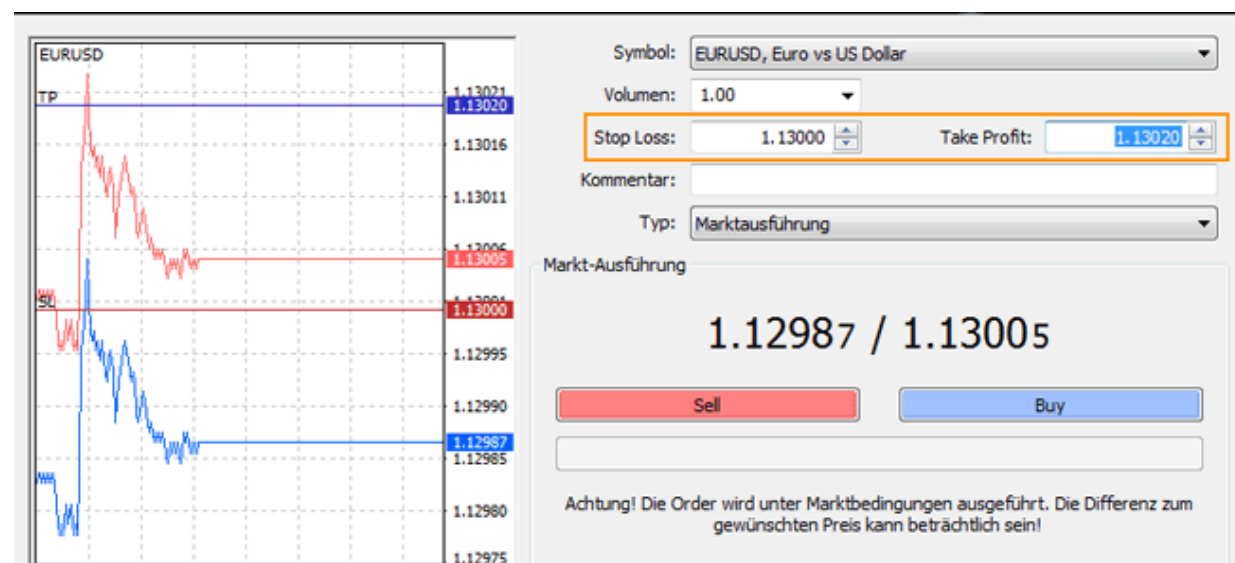 EURUSD
TP
1.13021
1.13020
1.13016
1.13011
1.13006
1.13005
SL
1.13001
1.13000
1.12995
1.12990
1.12987
1.12985
1.12980
1.12975
Symbol: EURUSD, Euro vs US Dollar
Volumen: 1.00
Stop Loss: 1.13000 Take Profit: 1.13020
Kommentar:
Typ: Marktausführung
Markt-Ausführung
1.12987 / 1.13005
Sell Buy
Achtung! Die Order wird unter Marktbedingungen ausgeführt. Die Differenz zum
gewünschten Preis kann beträchtlich sein!